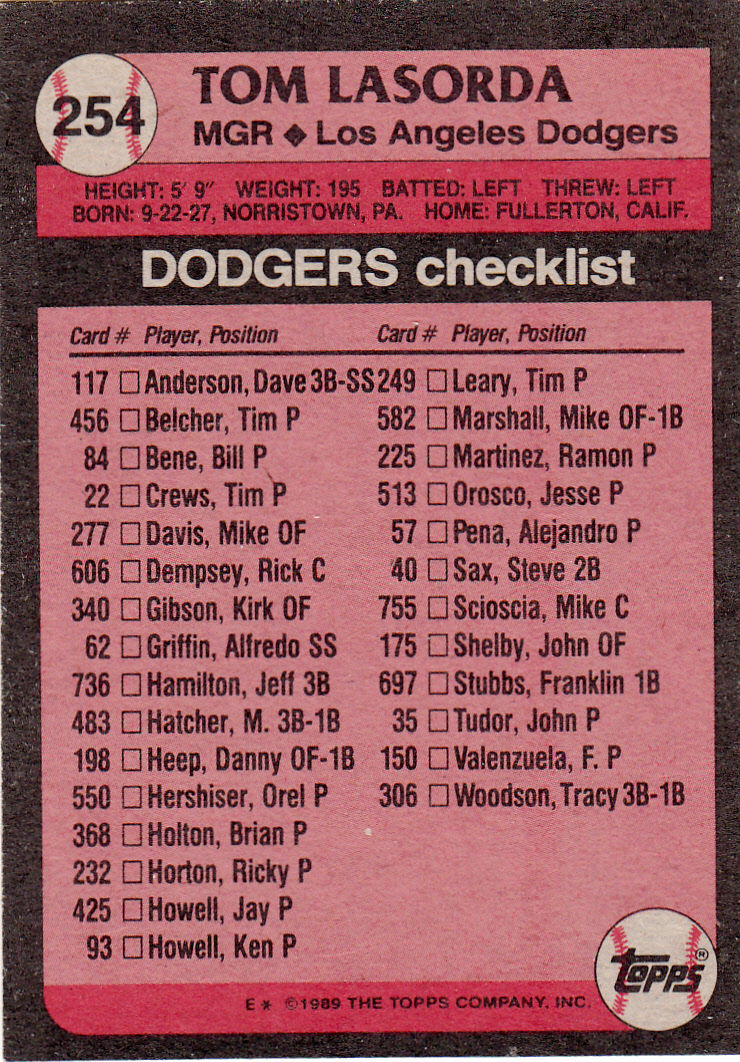 254
TOM LASORDA
MGR ◆ Los Angeles Dodgers
HEIGHT: 5' 9" WEIGHT: 195 BATTED: LEFT THREW: LEFT
BORN: 9-22-27, NORRISTOWN, PA. HOME: FULLERTON, CALIF.
DODGERS checklist
Card # Player, Position
117 □ Anderson, Dave 3B-SS
456 □ Belcher, Tim P
84 □ Bene, Bill P
22 □ Crews, Tim P
277 □ Davis, Mike OF
606 □ Dempsey, Rick C
340 □ Gibson, Kirk OF
62 □ Griffin, Alfredo SS
736 □ Hamilton, Jeff 3B
483 □ Hatcher, M. 3B-1B
198 □ Heep, Danny OF-1B
550 □ Hershiser, Orel P
368 □ Holton, Brian P
232 □ Horton, Ricky P
425 □ Howell, Jay P
93 □ Howell, Ken P
Card # Player, Position
249 □ Leary, Tim P
582 □ Marshall, Mike OF-1B
225 □ Martinez, Ramon P
513 □ Orosco, Jesse P
57 □ Pena, Alejandro P
40 □ Sax, Steve 2B
755 □ Scioscia, Mike C
175 □ Shelby, John OF
697 □ Stubbs, Franklin 1B
35 □ Tudor, John P
150 □ Valenzuela, F. P
306 □ Woodson, Tracy 3B-1B
TOPPS®
E * ©1989 THE TOPPS COMPANY, INC.